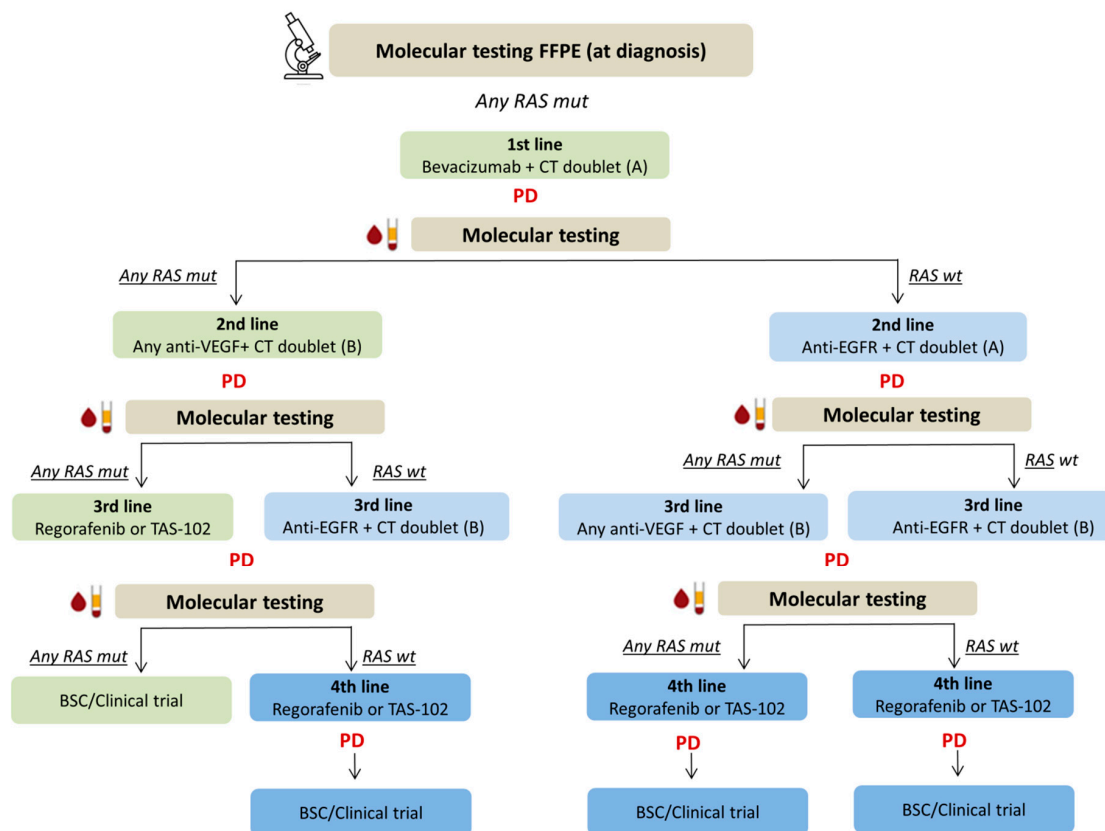 Molecular testing FFPE (at diagnosis)
Any RAS mut
1st line
Bevacizumab + CT doublet (A)
PD
Molecular testing
Any RAS mut
RAS wt
2nd line
Any anti-VEGF+ CT doublet (B)
2nd line
Anti-EGFR + CT doublet (A)
PD
PD
Molecular testing
Molecular testing
Any RAS mut
RAS wt
Any RAS mut
RAS wt
3rd line
Regorafenib or TAS-102
3rd line
Anti-EGFR + CT doublet (B)
3rd line
Any anti-VEGF + CT doublet (B)
3rd line
Anti-EGFR + CT doublet (B)
PD
PD
Molecular testing
Molecular testing
Any RAS mut
RAS wt
Any RAS mut
RAS wt
BSC/Clinical trial
4th line
Regorafenib or TAS-102
4th line
Regorafenib or TAS-102
4th line
Regorafenib or TAS-102
PD
PD
PD
BSC/Clinical trial
BSC/Clinical trial
BSC/Clinical trial